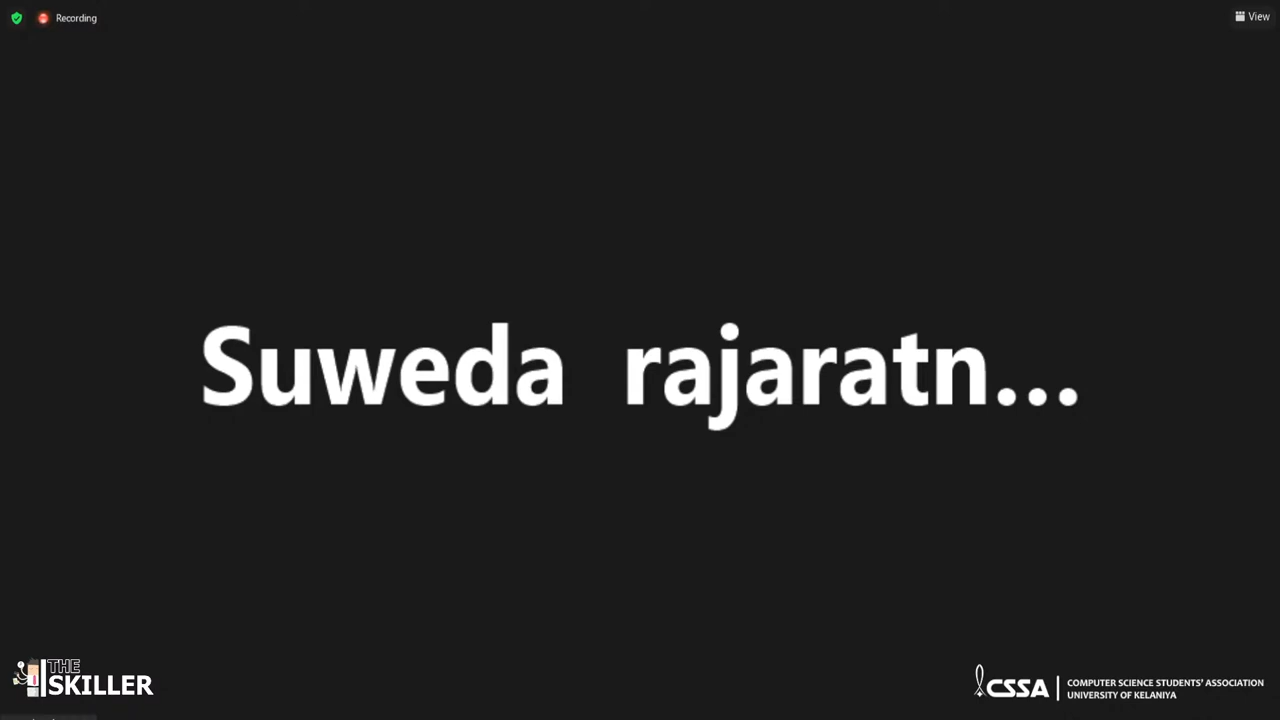 Recording
View
Suweda rajaratn...
THE
SKILLER
CSSA
COMPUTER SCIENCE STUDENTS' ASSOCIATION
UNIVERSITY OF KELANIYA